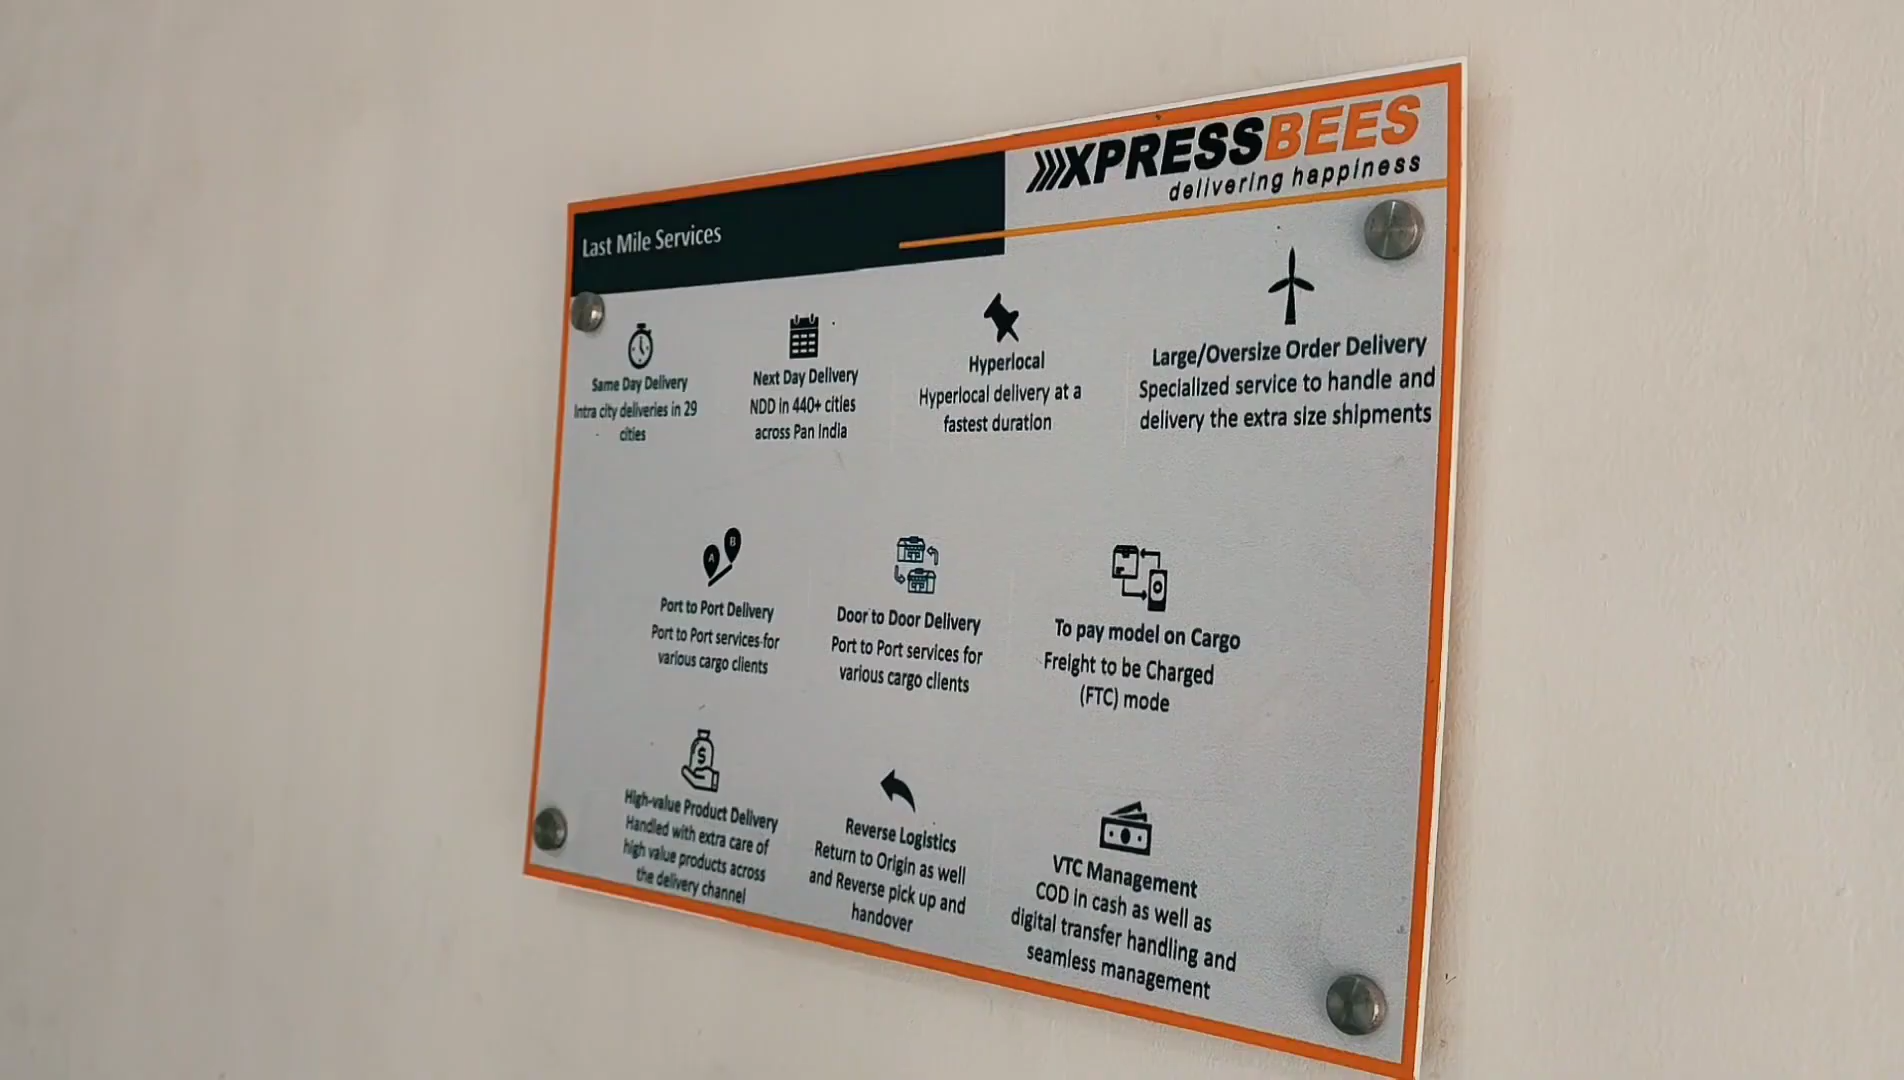 XPRESSBEES
delivering happiness
Last Mile Services
Same Day Delivery
Intra city deliveries in 29
cities
Next Day Delivery
NDD in 440+ cities
across Pan India
Hyperlocal
Hyperlocal delivery at a
fastest duration
Large/Oversize Order Delivery
Specialized service to handle and
delivery the extra size shipments
A B
Port to Port Delivery
Port to Port services for
various cargo clients
Door to Door Delivery
Port to Port services for
various cargo clients
To pay model on Cargo
Freight to be Charged
(FTC) mode
$
High-value Product Delivery
Handled with extra care of
high value products across
the delivery channel
Reverse Logistics
Return to Origin as well
and Reverse pick up and
handover
VTC Management
COD in cash as well as
digital transfer handling and
seamless management